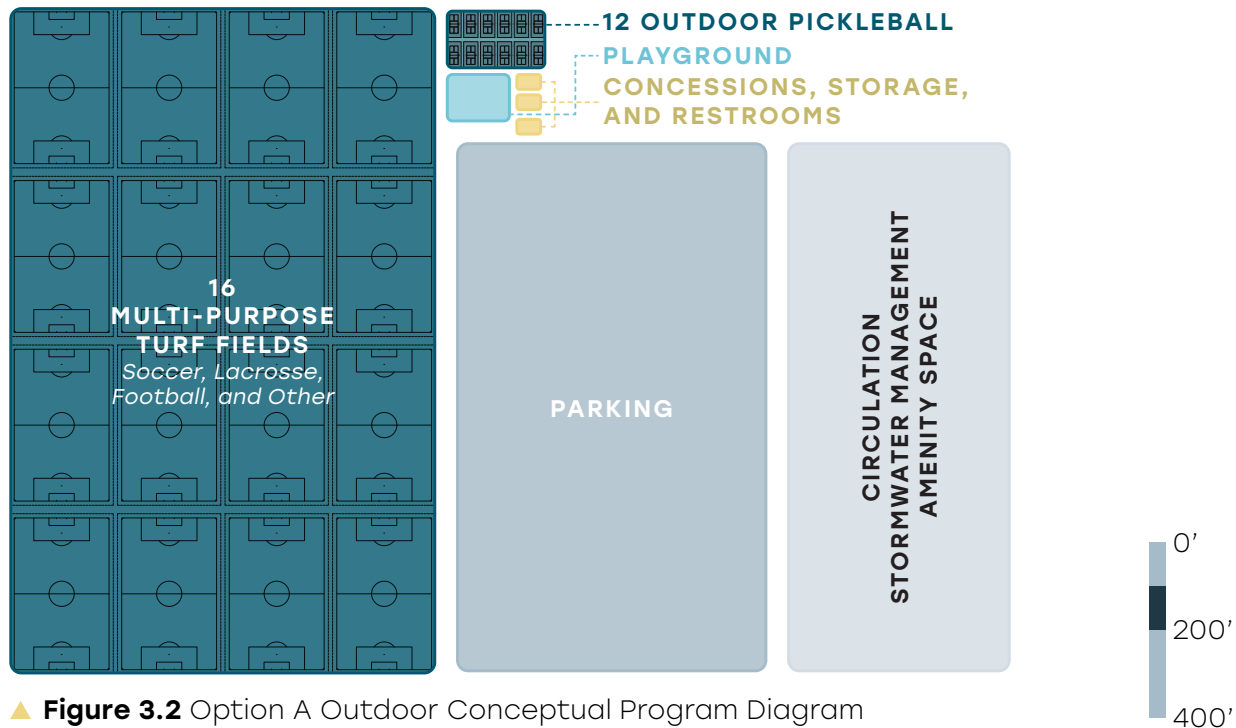 12 OUTDOOR PICKLEBALL
PLAYGROUND
CONCESSIONS, STORAGE,
AND RESTROOMS
16
MULTI-PURPOSE
TURF FIELDS
Soccer, Lacrosse,
Football, and Other
PARKING
CIRCULATION
STORMWATER MANAGEMENT
AMENITY SPACE
0’
200’
400’
Figure 3.2 Option A Outdoor Conceptual Program Diagram